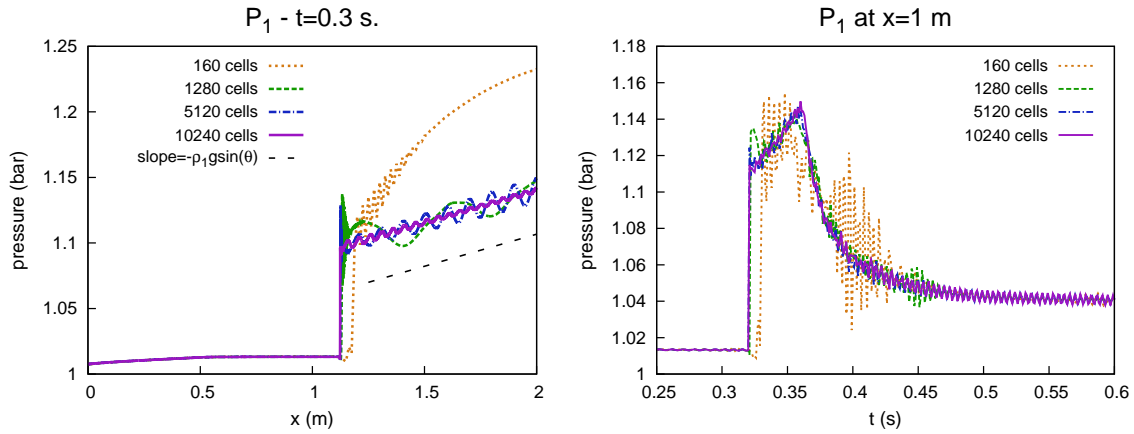 P₁ - t=0.3 s.
1.25
1.2
1.15
1.1
1.05
1
pressure (bar)
160 cells
1280 cells
5120 cells
10240 cells
slope=-ρ₁gsin(θ)
0
0.5
1
1.5
2
x (m)
P₁ at x=1 m
1.18
1.16
1.14
1.12
1.1
1.08
1.06
1.04
1.02
1
pressure (bar)
160 cells
1280 cells
5120 cells
10240 cells
0.25
0.3
0.35
0.4
0.45
0.5
0.55
0.6
t (s)